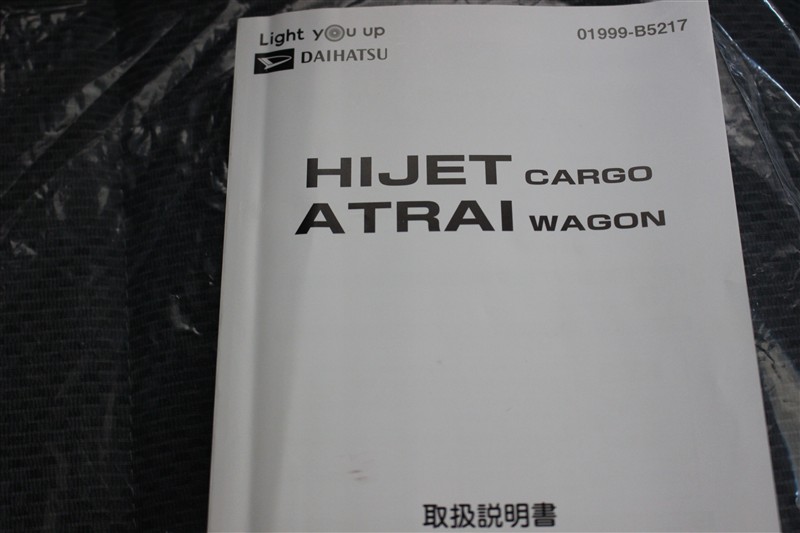 Light you up
DAIHATSU
01999-B5217
HIJET CARGO
ATRAI WAGON
取扱説明書